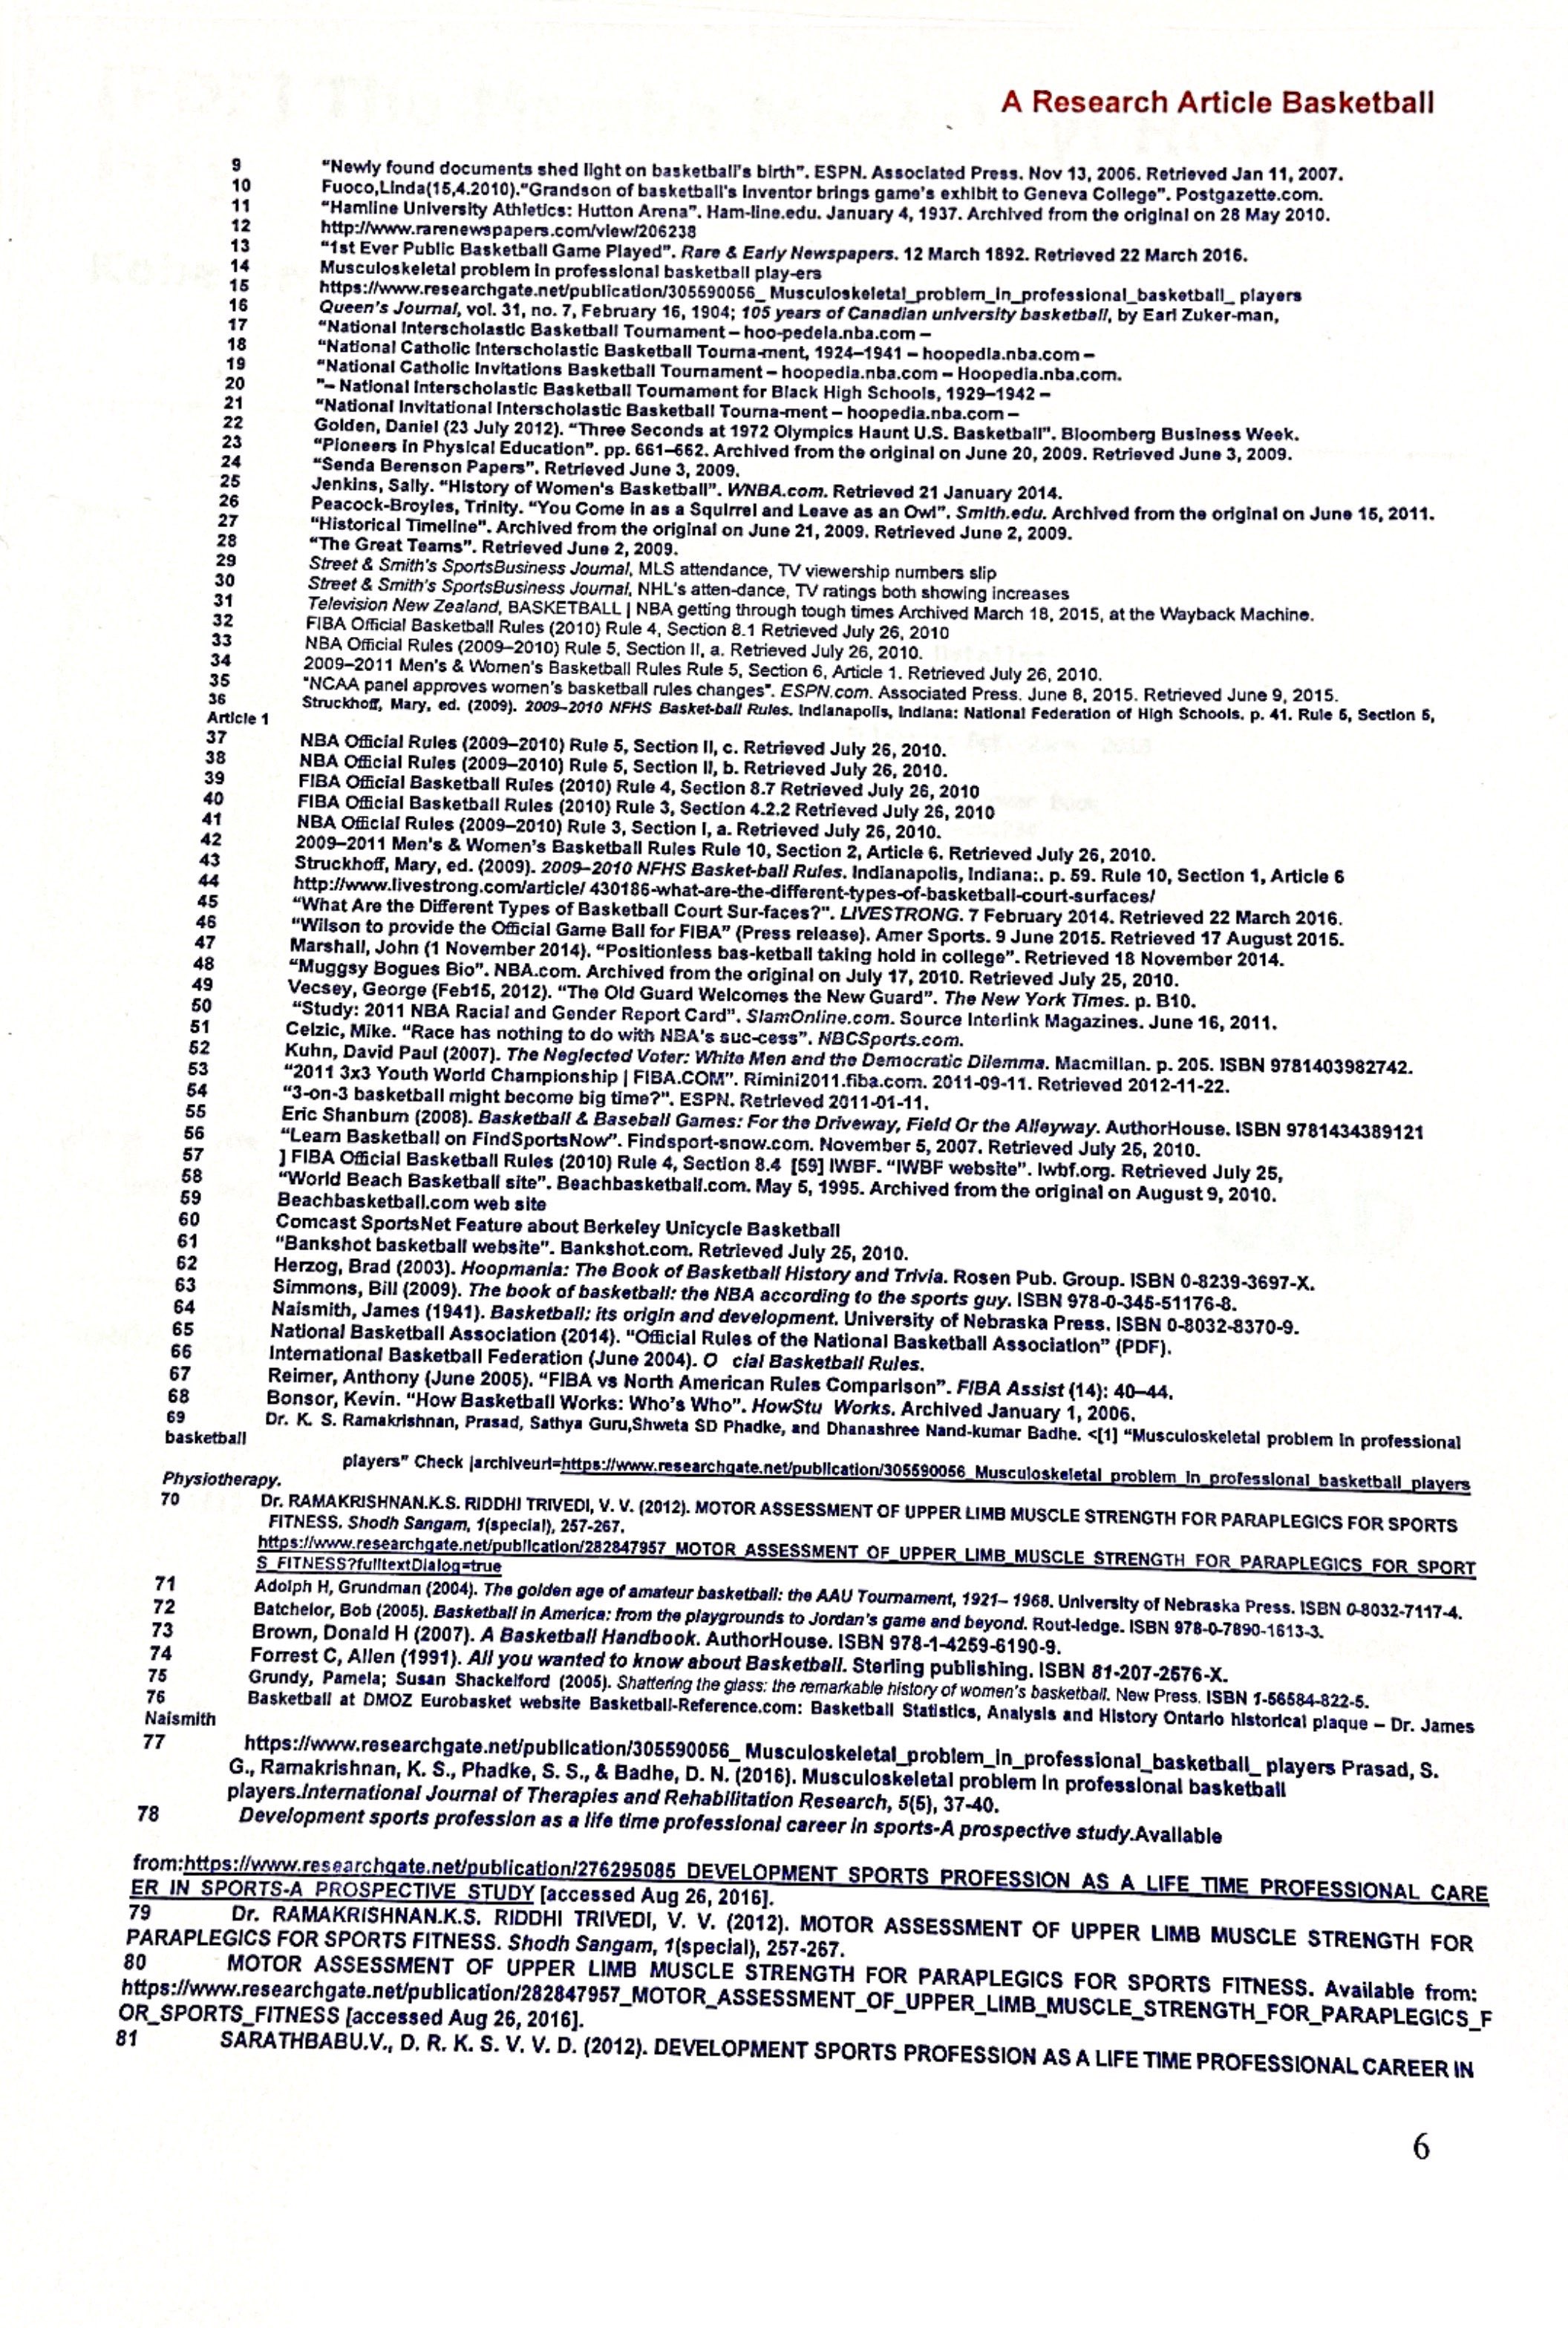 A Research Article Basketball
9 "Newly found documents shed light on basketball's birth". ESPN. Associated Press. Nov 13, 2006. Retrieved Jan 11, 2007.
10 Fuoco,Linda(15,4.2010)."Grandson of basketball's Inventor brings game's exhibit to Geneva College". Postgazette.com.
11 "Hamline University Athletics: Hutton Arena". Ham-line.edu. January 4, 1937. Archived from the original on 28 May 2010.
12 http://www.rarenewspapers.com/view/206238
13 "1st Ever Public Basketball Game Played". Rare & Early Newspapers. 12 March 1892. Retrieved 22 March 2016.
14 Musculoskeletal problem in professional basketball play-ers
15 https://www.researchgate.net/publication/305590056_ Musculoskeletal_problem_in_professional_basketball_ players
16 Queen's Journal, vol. 31, no. 7, February 16, 1904; 105 years of Canadian university basketball, by Earl Zuker-man,
17 "National Interscholastic Basketball Tournament – hoo-pedela.nba.com –
18 "National Catholic Interscholastic Basketball Tourna-ment, 1924–1941 – hoopedia.nba.com –
19 "National Catholic Invitations Basketball Tournament – hoopedia.nba.com – Hoopedia.nba.com.
20 "– National Interscholastic Basketball Tournament for Black High Schools, 1929–1942 –
21 "National Invitational Interscholastic Basketball Tourna-ment – hoopedia.nba.com –
22 Golden, Daniel (23 July 2012). "Three Seconds at 1972 Olympics Haunt U.S. Basketball". Bloomberg Business Week.
23 "Pioneers in Physical Education". pp. 661–662. Archived from the original on June 20, 2009. Retrieved June 3, 2009.
24 "Senda Berenson Papers". Retrieved June 3, 2009.
25 Jenkins, Sally. "History of Women's Basketball". WNBA.com. Retrieved 21 January 2014.
26 Peacock-Broyles, Trinity. "You Come in as a Squirrel and Leave as an Owl". Smith.edu. Archived from the original on June 15, 2011.
27 "Historical Timeline". Archived from the original on June 21, 2009. Retrieved June 2, 2009.
28 "The Great Teams". Retrieved June 2, 2009.
29 Street & Smith's SportsBusiness Journal, MLS attendance, TV viewership numbers slip
30 Street & Smith's SportsBusiness Journal, NHL's atten-dance, TV ratings both showing increases
31 Television New Zealand, BASKETBALL | NBA getting through tough times Archived March 18, 2015, at the Wayback Machine.
32 FIBA Official Basketball Rules (2010) Rule 4, Section 8.1 Retrieved July 26, 2010
33 NBA Official Rules (2009–2010) Rule 5, Section II, a. Retrieved July 26, 2010.
34 2009–2011 Men's & Women's Basketball Rules Rule 5, Section 6, Article 1. Retrieved July 26, 2010.
35 "NCAA panel approves women's basketball rules changes". ESPN.com. Associated Press. June 8, 2015. Retrieved June 9, 2015.
36 Struckhoff, Mary, ed. (2009). 2009–2010 NFHS Basket-ball Rules. Indianapolis, Indiana: National Federation of High Schools. p. 41. Rule 5, Section 5,
Article 1
37 NBA Official Rules (2009–2010) Rule 5, Section II, c. Retrieved July 26, 2010.
38 NBA Official Rules (2009–2010) Rule 5, Section II, b. Retrieved July 26, 2010.
39 FIBA Official Basketball Rules (2010) Rule 4, Section 8.7 Retrieved July 26, 2010
40 FIBA Official Basketball Rules (2010) Rule 3, Section 4.2.2 Retrieved July 26, 2010
41 NBA Official Rules (2009–2010) Rule 3, Section I, a. Retrieved July 26, 2010.
42 2009–2011 Men's & Women's Basketball Rules Rule 10, Section 2, Article 6. Retrieved July 26, 2010.
43 Struckhoff, Mary, ed. (2009). 2009–2010 NFHS Basket-ball Rules. Indianapolis, Indiana:. p. 59. Rule 10, Section 1, Article 6
44 http://www.livestrong.com/article/ 430186-what-are-the-different-types-of-basketball-court-surfaces/
45 "What Are the Different Types of Basketball Court Sur-faces?". LIVESTRONG. 7 February 2014. Retrieved 22 March 2016.
46 "Wilson to provide the Official Game Ball for FIBA" (Press release). Amer Sports. 9 June 2015. Retrieved 17 August 2015.
47 Marshall, John (1 November 2014). "Positionless bas-ketball taking hold in college". Retrieved 18 November 2014.
48 "Muggsy Bogues Bio". NBA.com. Archived from the original on July 17, 2010. Retrieved July 25, 2010.
49 Vecsey, George (Feb15, 2012). "The Old Guard Welcomes the New Guard". The New York Times. p. B10.
50 "Study: 2011 NBA Racial and Gender Report Card". SlamOnline.com. Source Interlink Magazines. June 16, 2011.
51 Celzic, Mike. "Race has nothing to do with NBA's suc-cess". NBCSports.com.
52 Kuhn, David Paul (2007). The Neglected Voter: White Men and the Democratic Dilemma. Macmillan. p. 205. ISBN 9781403982742.
53 "2011 3x3 Youth World Championship | FIBA.COM". Rimini2011.fiba.com. 2011-09-11. Retrieved 2012-11-22.
54 "3-on-3 basketball might become big time?". ESPN. Retrieved 2011-01-11.
55 Eric Shanburn (2008). Basketball & Baseball Games: For the Driveway, Field Or the Alleyway. AuthorHouse. ISBN 9781434389121
56 "Learn Basketball on FindSportsNow". Findsport-snow.com. November 5, 2007. Retrieved July 25, 2010.
57 ] FIBA Official Basketball Rules (2010) Rule 4, Section 8.4 [59] IWBF. "IWBF website". Iwbf.org. Retrieved July 25,
58 "World Beach Basketball site". Beachbasketball.com. May 5, 1995. Archived from the original on August 9, 2010.
59 Beachbasketball.com web site
60 Comcast SportsNet Feature about Berkeley Unicycle Basketball
61 "Bankshot basketball website". Bankshot.com. Retrieved July 25, 2010.
62 Herzog, Brad (2003). Hoopmania: The Book of Basketball History and Trivia. Rosen Pub. Group. ISBN 0-8239-3697-X.
63 Simmons, Bill (2009). The book of basketball: the NBA according to the sports guy. ISBN 978-0-345-51176-8.
64 Naismith, James (1941). Basketball: its origin and development. University of Nebraska Press. ISBN 0-8032-8370-9.
65 National Basketball Association (2014). "Official Rules of the National Basketball Association" (PDF).
66 International Basketball Federation (June 2004). O cial Basketball Rules.
67 Reimer, Anthony (June 2005). "FIBA vs North American Rules Comparison". FIBA Assist (14): 40–44.
68 Bonsor, Kevin. "How Basketball Works: Who's Who". HowStu Works. Archived January 1, 2006.
69 Dr. K. S. Ramakrishnan, Prasad, Sathya Guru,Shweta SD Phadke, and Dhanashree Nand-kumar Badhe. <[1] "Musculoskeletal problem in professional
basketball
players" Check |archiveurl=https://www.researchgate.net/publication/305590056_Musculoskeletal_problem_in_professional_basketball_players
Physiotherapy.
70 Dr. RAMAKRISHNAN.K.S. RIDDHI TRIVEDI, V. V. (2012). MOTOR ASSESSMENT OF UPPER LIMB MUSCLE STRENGTH FOR PARAPLEGICS FOR SPORTS
FITNESS. Shodh Sangam, 1(special), 257-267.
https://www.researchgate.net/publication/282847957_MOTOR_ASSESSMENT_OF_UPPER_LIMB_MUSCLE_STRENGTH_FOR_PARAPLEGICS_FOR_SPORT
S_FITNESS?fulltextDialog=true
71 Adolph H, Grundman (2004). The golden age of amateur basketball: the AAU Tournament, 1921– 1968. University of Nebraska Press. ISBN 0-8032-7117-4.
72 Batchelor, Bob (2005). Basketball in America: from the playgrounds to Jordan's game and beyond. Rout-ledge. ISBN 978-0-7890-1613-3.
73 Brown, Donald H (2007). A Basketball Handbook. AuthorHouse. ISBN 978-1-4259-6190-9.
74 Forrest C, Allen (1991). All you wanted to know about Basketball. Sterling publishing. ISBN 81-207-2576-X.
75 Grundy, Pamela; Susan Shackelford (2005). Shattering the glass: the remarkable history of women's basketball. New Press. ISBN 1-56584-822-5.
76 Basketball at DMOZ Eurobasket website Basketball-Reference.com: Basketball Statistics, Analysis and History Ontario historical plaque – Dr. James
Naismith
77 https://www.researchgate.net/publication/305590056_ Musculoskeletal_problem_in_professional_basketball_ players Prasad, S.
G., Ramakrishnan, K. S., Phadke, S. S., & Badhe, D. N. (2016). Musculoskeletal problem in professional basketball
players.International Journal of Therapies and Rehabilitation Research, 5(5), 37-40.
78 Development sports profession as a life time professional career in sports-A prospective study.Available
from:https://www.researchgate.net/publication/276295085_DEVELOPMENT_SPORTS_PROFESSION_AS_A_LIFE_TIME_PROFESSIONAL_CARE
ER_IN_SPORTS-A_PROSPECTIVE_STUDY [accessed Aug 26, 2016].
79 Dr. RAMAKRISHNAN.K.S. RIDDHI TRIVEDI, V. V. (2012). MOTOR ASSESSMENT OF UPPER LIMB MUSCLE STRENGTH FOR
PARAPLEGICS FOR SPORTS FITNESS. Shodh Sangam, 1(special), 257-267.
80 MOTOR ASSESSMENT OF UPPER LIMB MUSCLE STRENGTH FOR PARAPLEGICS FOR SPORTS FITNESS. Available from:
https://www.researchgate.net/publication/282847957_MOTOR_ASSESSMENT_OF_UPPER_LIMB_MUSCLE_STRENGTH_FOR_PARAPLEGICS_F
OR_SPORTS_FITNESS [accessed Aug 26, 2016].
81 SARATHBABU.V., D. R. K. S. V. V. D. (2012). DEVELOPMENT SPORTS PROFESSION AS A LIFE TIME PROFESSIONAL CAREER IN
6